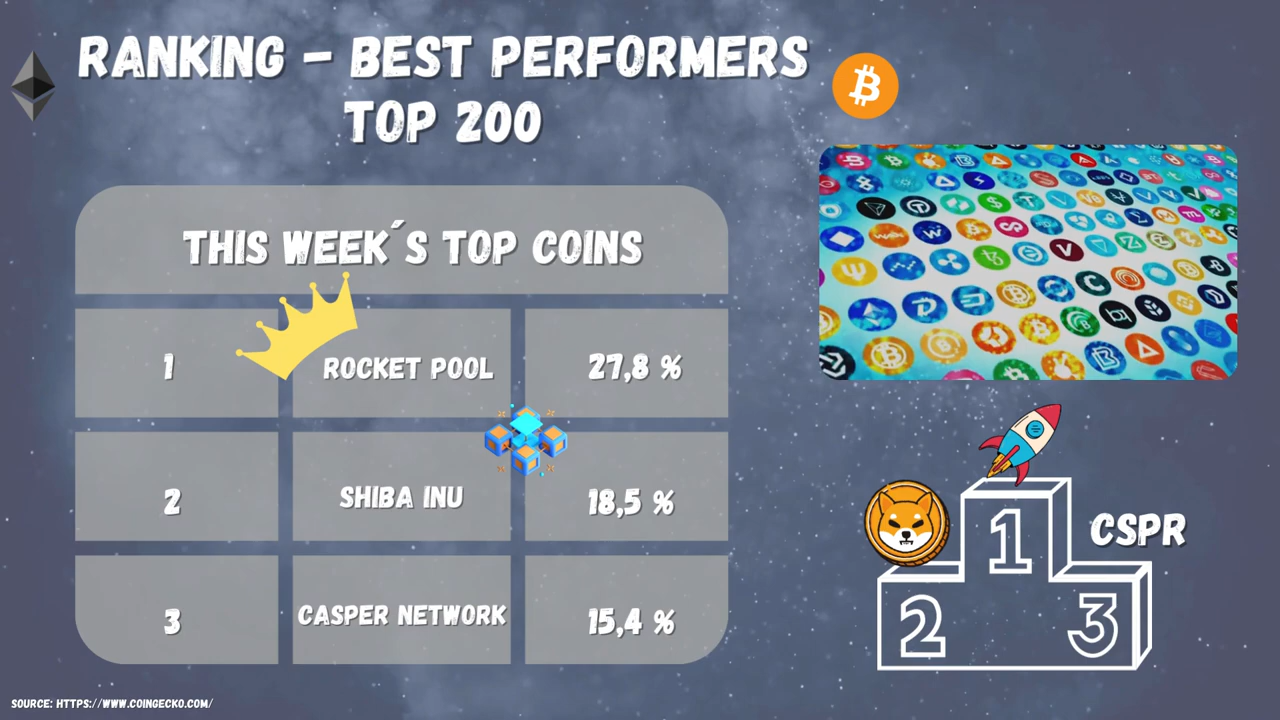 RANKING - BEST PERFORMERS
TOP 200
THIS WEEK´S TOP COINS
1
ROCKET POOL
27,8 %
2
SHIBA INU
18,5 %
3
CASPER NETWORK
15,4 %
CSPR
1
2
3
SOURCE: HTTPS://WWW.COINGECKO.COM/